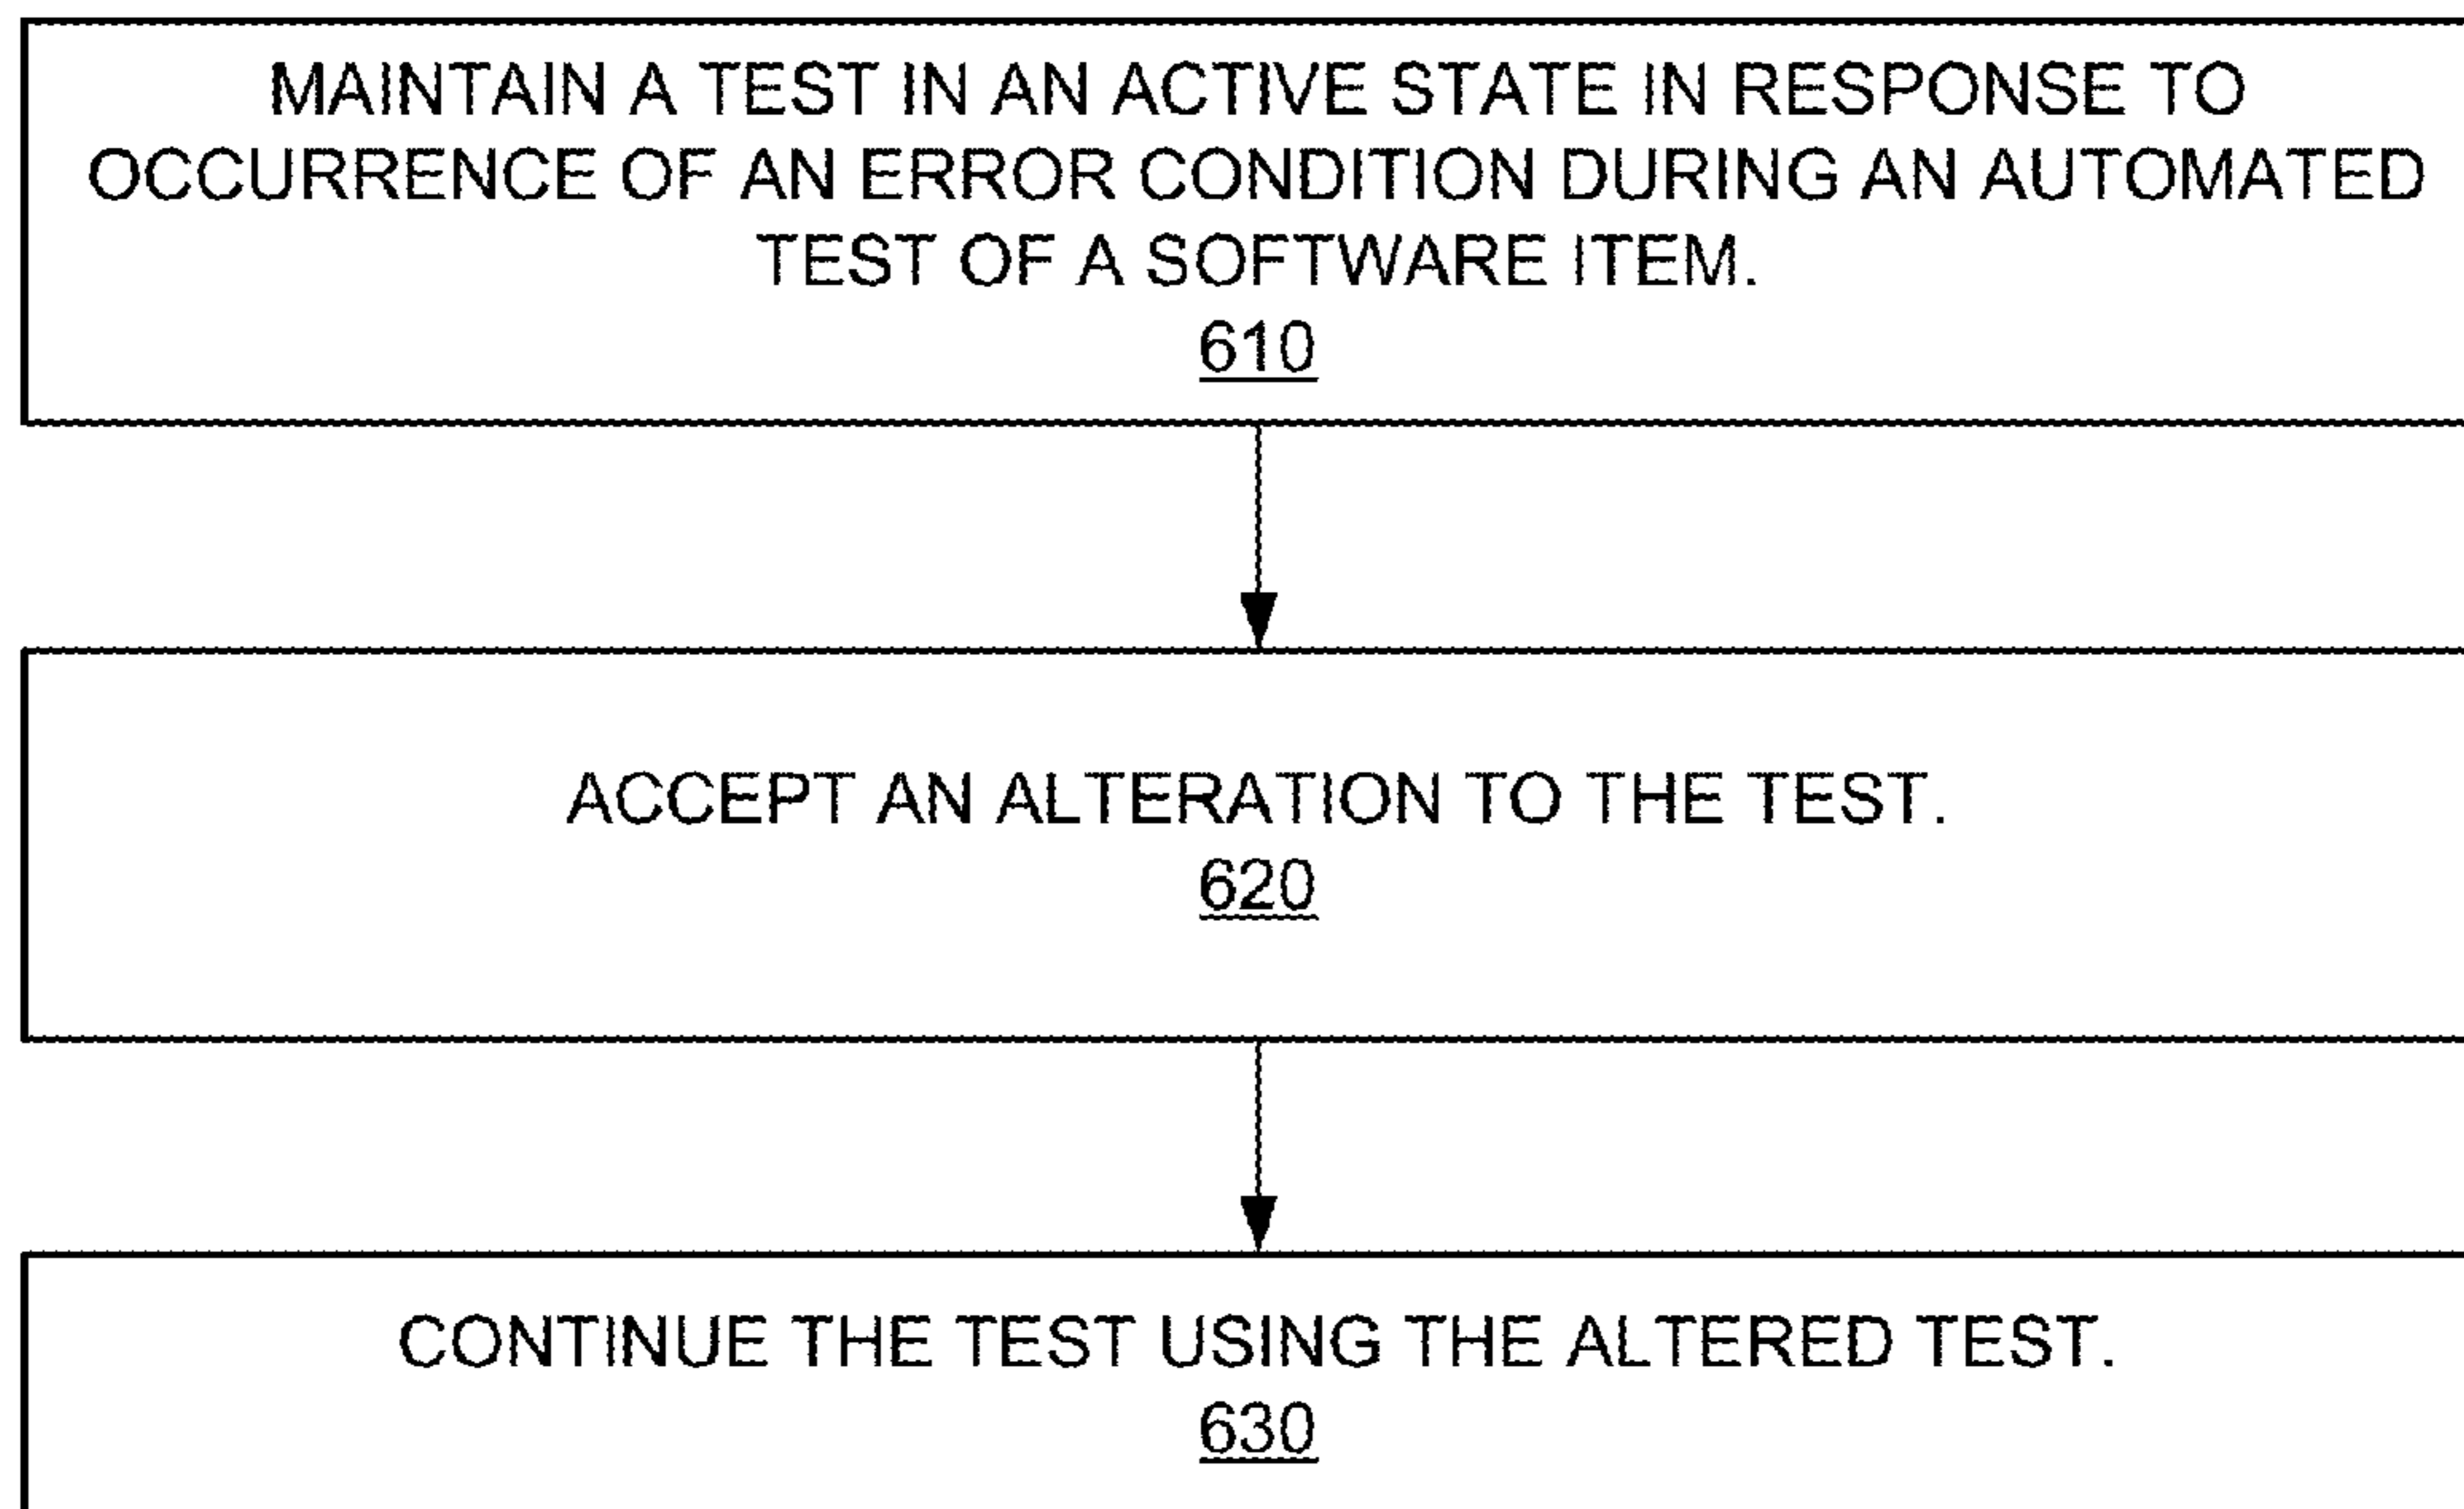 MAINTAIN A TEST IN AN ACTIVE STATE IN RESPONSE TO
OCCURRENCE OF AN ERROR CONDITION DURING AN AUTOMATED
TEST OF A SOFTWARE ITEM.
610
ACCEPT AN ALTERATION TO THE TEST.
620
CONTINUE THE TEST USING THE ALTERED TEST.
630